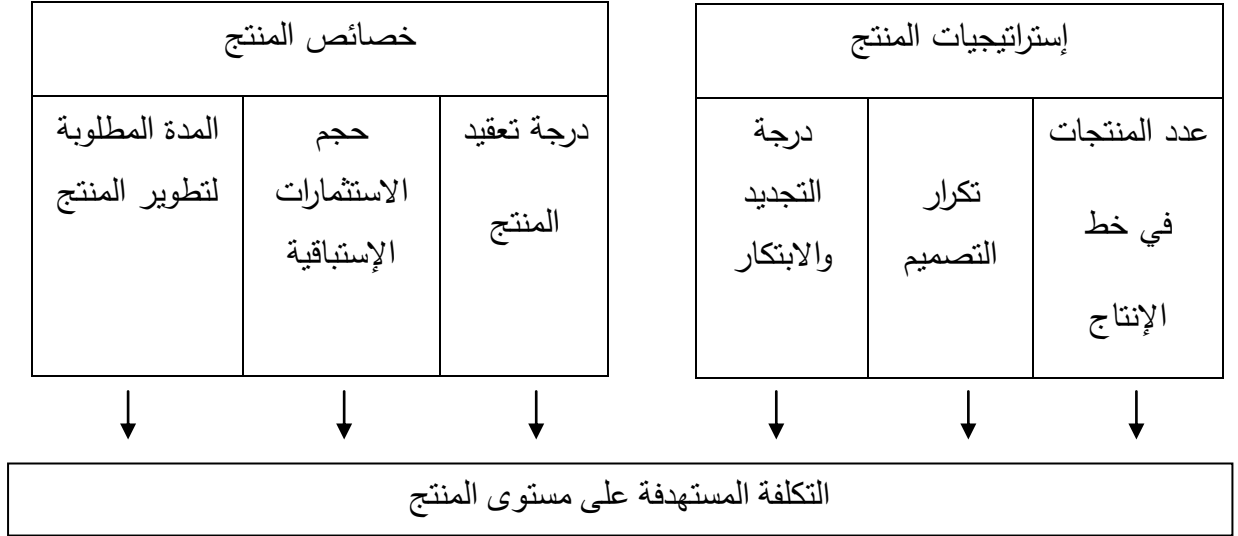 إستراتيجيات المنتج
عدد المنتجات
في خط
الإنتاج
تكرار
التصميم
درجة
التجديد
والابتكار
خصائص المنتج
درجة تعقيد
المنتج
حجم
الاستثمارات
الإستباقية
المدة المطلوبة
لتطوير المنتج
التكلفة المستهدفة على مستوى المنتج